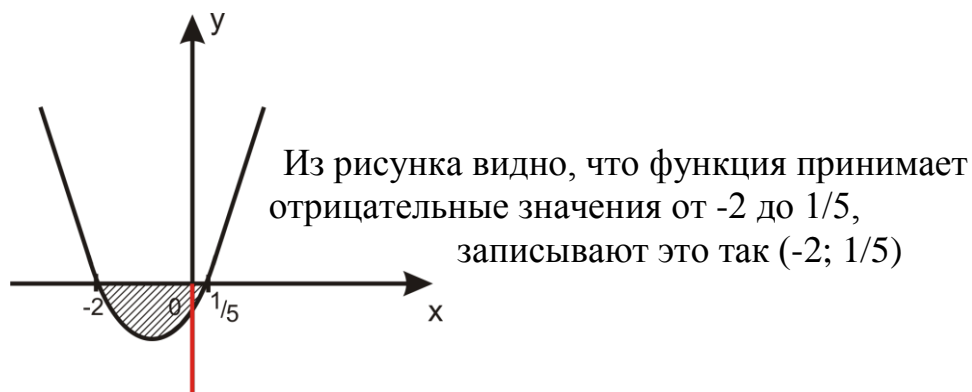 y
Из рисунка видно, что функция принимает
отрицательные значения от -2 до 1/5,
записывают это так (-2; 1/5)
-2 0 1/5
x